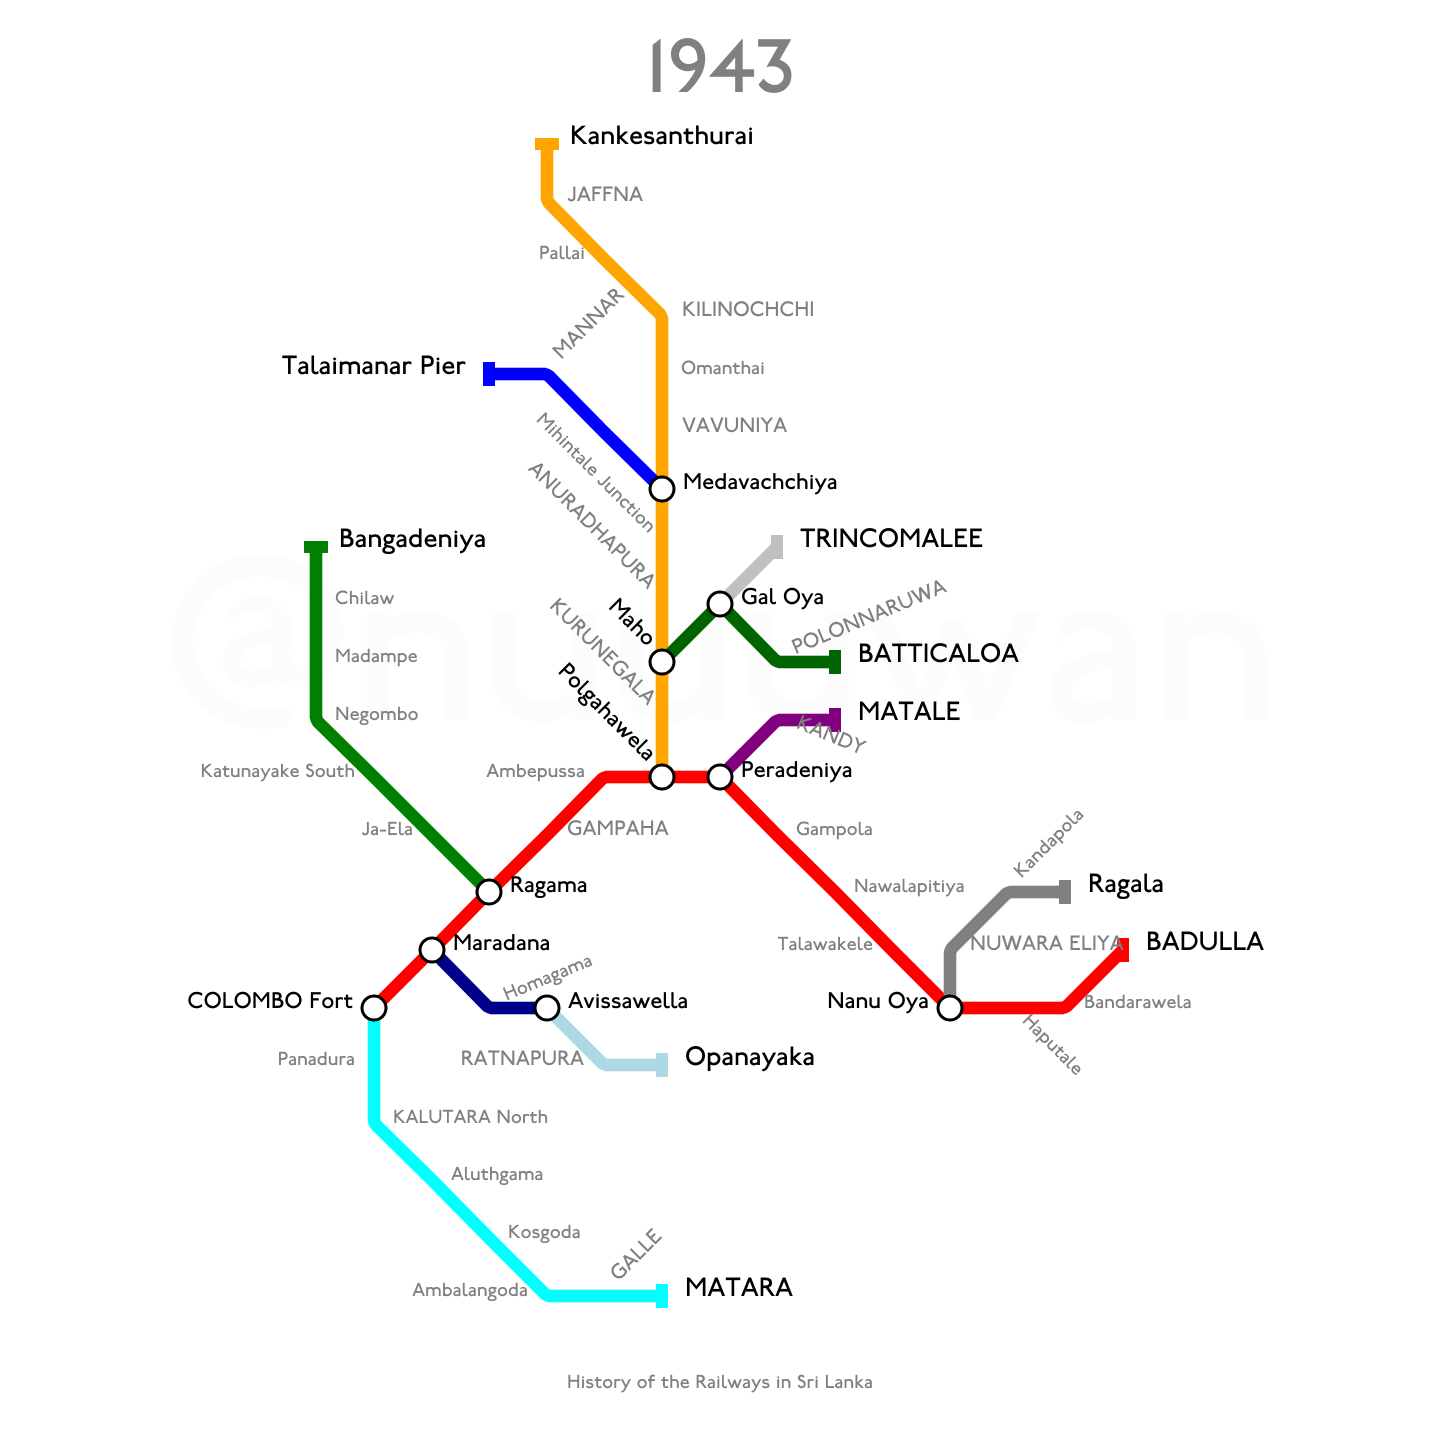 1943
Kankesanthurai
JAFFNA
Pallai
MANNAR
KILINOCHCHI
Talaimanar Pier
Omanthai
Mihintale Junction
VAVUNIYA
ANURADHAPURA
Medavachchiya
Bangadeniya
TRINCOMALEE
Chilaw
Maho
Gal Oya
POLONNARUWA
KURUNEGALA
Madampe
BATTICALOA
Polgahawela
Negombo
MATALE
KANDY
Katunayake South
Ambepussa
Peradeniya
Ja-Ela
GAMPAHA
Gampola
Kandapola
Ragama
Nawalapitiya
Ragala
Maradana
Talawakele
NUWARA ELIYA
BADULLA
Homagama
COLOMBO Fort
Avissawella
Nanu Oya
Bandarawela
Haputale
Panadura
RATNAPURA
Opanayaka
KALUTARA North
Aluthgama
Kosgoda
GALLE
Ambalangoda
MATARA
History of the Railways in Sri Lanka